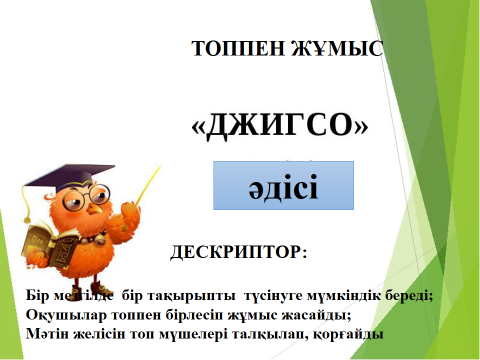 ТОППЕН ЖҰМЫС
«ДЖИГСО»
әдісі
ДЕСКРИПТОР:
Бір мезгілде бір тақырыпты түсінуге мүмкіндік береді;
Оқушылар топпен бірлесіп жұмыс жасайды;
Мәтін желісін топ мүшелері талқылап, қорғайды